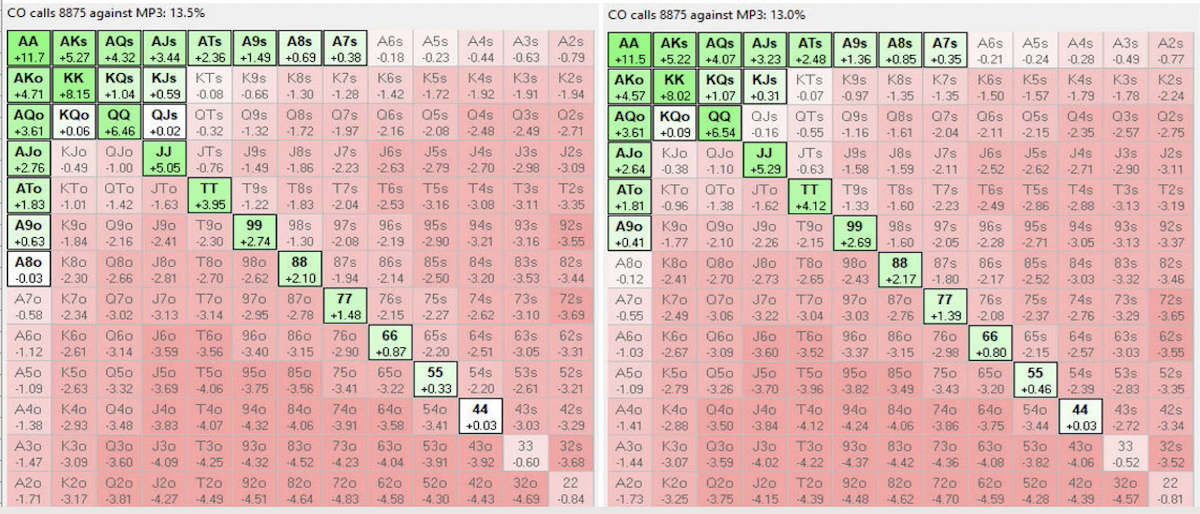 CO calls 8875 against MP3: 13.5%
AA AKs AQs AJs ATs A9s A8s A7s A6s A5s A4s A3s A2s
+11.7 +5.27 +4.32 +3.44 +2.36 +1.49 +0.69 +0.38 -0.18 -0.23 -0.44 -0.63 -0.27
AKo KK KQs KJs KTs K9s K8s K7s K6s K5s K4s K3s K2s
+4.71 +8.15 +1.04 +0.59 -0.08 -0.66 -1.30 -1.28 -1.42 -1.72 -1.92 -1.91 -1.94
AQo KQo QQ QJs QTs Q9s Q8s Q7s Q6s Q5s Q4s Q3s Q2s
+3.61 +0.06 +6.46 +0.02 -0.32 -1.32 -1.72 -1.97 -2.16 -2.08 -2.48 -2.49 -2.71
AJo KJo QJo JJ JTs J9s J8s J7s J6s J5s J4s J3s J2s
+2.76 -0.49 -1.00 +5.05 -0.76 -1.49 -1.86 -2.23 -2.63 -2.79 -2.70 -2.98 -3.09
ATo KTo QTo JTo TT T9s T8s T7s T6s T5s T4s T3s T2s
+1.83 -1.01 -1.42 -1.63 +3.95 -1.22 -1.83 -2.04 -2.53 -3.16 -3.08 -3.11 -3.35
A9o K9o Q9o J9o T9o 99 98s 97s 96s 95s 94s 93s 92s
+0.63 -1.84 -2.16 -2.41 -2.30 +2.74 -1.30 -2.08 -2.19 -2.90 -3.21 -3.16 -3.55
A8o K8o Q8o J8o T8o 98o 88 87s 86s 85s 84s 83s 82s
-0.03 -2.30 -2.66 -2.81 -2.70 -2.62 +2.10 -1.94 -2.14 -2.50 -3.20 -3.53 -3.44
A7o K7o Q7o J7o T7o 97o 87o 77 76s 75s 74s 73s 72s
-0.58 -2.34 -3.02 -3.13 -3.14 -2.95 -2.78 +1.48 -2.15 -2.27 -2.62 -3.10 -3.69
A6o K6o Q6o J6o T6o 96o 86o 76o 66 65s 64s 63s 62s
-1.12 -2.61 -3.14 -3.59 -3.56 -3.40 -3.15 -2.90 +0.87 -2.20 -2.51 -3.05 -3.31
A5o K5o Q5o J5o T5o 95o 85o 75o 65o 55 54s 53s 52s
-1.09 -2.63 -3.32 -3.69 -4.06 -3.75 -3.56 -3.41 -3.22 +0.33 -2.20 -2.61 -3.21
A4o K4o Q4o J4o T4o 94o 84o 74o 64o 54o 44 43s 42s
-1.38 -2.93 -3.48 -3.83 -4.07 -4.32 -4.06 -3.91 -3.58 -3.41 +0.03 -3.03 -3.29
A3o K3o Q3o J3o T3o 93o 83o 73o 63o 53o 43o 33 32s
-1.47 -3.09 -3.60 -4.09 -4.25 -4.32 -4.52 -4.23 -4.04 -3.91 -3.92 -0.60 -3.68
A2o K2o Q2o J2o T2o 92o 82o 72o 62o 52o 42o 32o 22
-1.71 -3.17 -3.81 -4.27 -4.49 -4.51 -4.64 -4.83 -4.58 -4.30 -4.43 -4.69 -0.84
CO calls 8875 against MP3: 13.0%
AA AKs AQs AJs ATs A9s A8s A7s A6s A5s A4s A3s A2s
+11.5 +5.22 +4.07 +3.23 +2.48 +1.36 +0.85 +0.35 -0.21 -0.24 -0.28 -0.49 -0.77
AKo KK KQs KJs KTs K9s K8s K7s K6s K5s K4s K3s K2s
+4.57 +8.02 +1.07 +0.31 -0.07 -0.97 -1.35 -1.35 -1.50 -1.57 -1.79 -1.78 -2.24
AQo KQo QQ QJs QTs Q9s Q8s Q7s Q6s Q5s Q4s Q3s Q2s
+3.61 +0.09 +6.54 -0.16 -0.55 -1.16 -1.61 -2.04 -2.11 -2.15 -2.35 -2.57 -2.75
AJo KJo QJo JJ JTs J9s J8s J7s J6s J5s J4s J3s J2s
+2.64 -0.38 -1.10 +5.29 -0.63 -1.58 -1.59 -2.11 -2.52 -2.62 -2.71 -2.90 -3.11
ATo KTo QTo JTo TT T9s T8s T7s T6s T5s T4s T3s T2s
+1.81 -0.96 -1.38 -1.62 +4.12 -1.33 -1.60 -2.23 -2.49 -2.86 -2.88 -3.13 -3.19
A9o K9o Q9o J9o T9o 99 98s 97s 96s 95s 94s 93s 92s
+0.41 -1.77 -2.10 -2.26 -2.15 +2.69 -1.60 -2.05 -2.28 -2.71 -3.05 -3.13 -3.37
A8o K8o Q8o J8o T8o 98o 88 87s 86s 85s 84s 83s 82s
-0.12 -2.41 -2.70 -2.73 -2.65 -2.43 +2.17 -1.80 -2.17 -2.52 -3.03 -3.32 -3.46
A7o K7o Q7o J7o T7o 97o 87o 77 76s 75s 74s 73s 72s
-0.55 -2.49 -3.06 -3.22 -3.04 -3.03 -2.76 +1.39 -2.08 -2.37 -2.76 -3.29 -3.65
A6o K6o Q6o J6o T6o 96o 86o 76o 66 65s 64s 63s 62s
-1.03 -2.67 -3.09 -3.60 -3.52 -3.37 -3.15 -2.98 +0.80 -2.15 -2.57 -3.03 -3.55
A5o K5o Q5o J5o T5o 95o 85o 75o 65o 55 54s 53s 52s
-1.09 -2.79 -3.26 -3.70 -3.96 -3.82 -3.49 -3.43 -3.20 +0.46 -2.39 -2.83 -3.35
A4o K4o Q4o J4o T4o 94o 84o 74o 64o 54o 44 43s 42s
-1.41 -2.88 -3.50 -3.84 -4.12 -4.24 -4.06 -3.86 -3.75 -3.44 +0.03 -2.72 -3.34
A3o K3o Q3o J3o T3o 93o 83o 73o 63o 53o 43o 33 32s
-1.44 -3.07 -3.59 -4.02 -4.22 -4.37 -4.42 -4.36 -4.08 -3.82 -4.06 -0.52 -3.52
A2o K2o Q2o J2o T2o 92o 82o 72o 62o 52o 42o 32o 22
-1.73 -3.25 -3.75 -4.15 -4.39 -4.48 -4.62 -4.70 -4.59 -4.28 -4.39 -4.57 -0.81